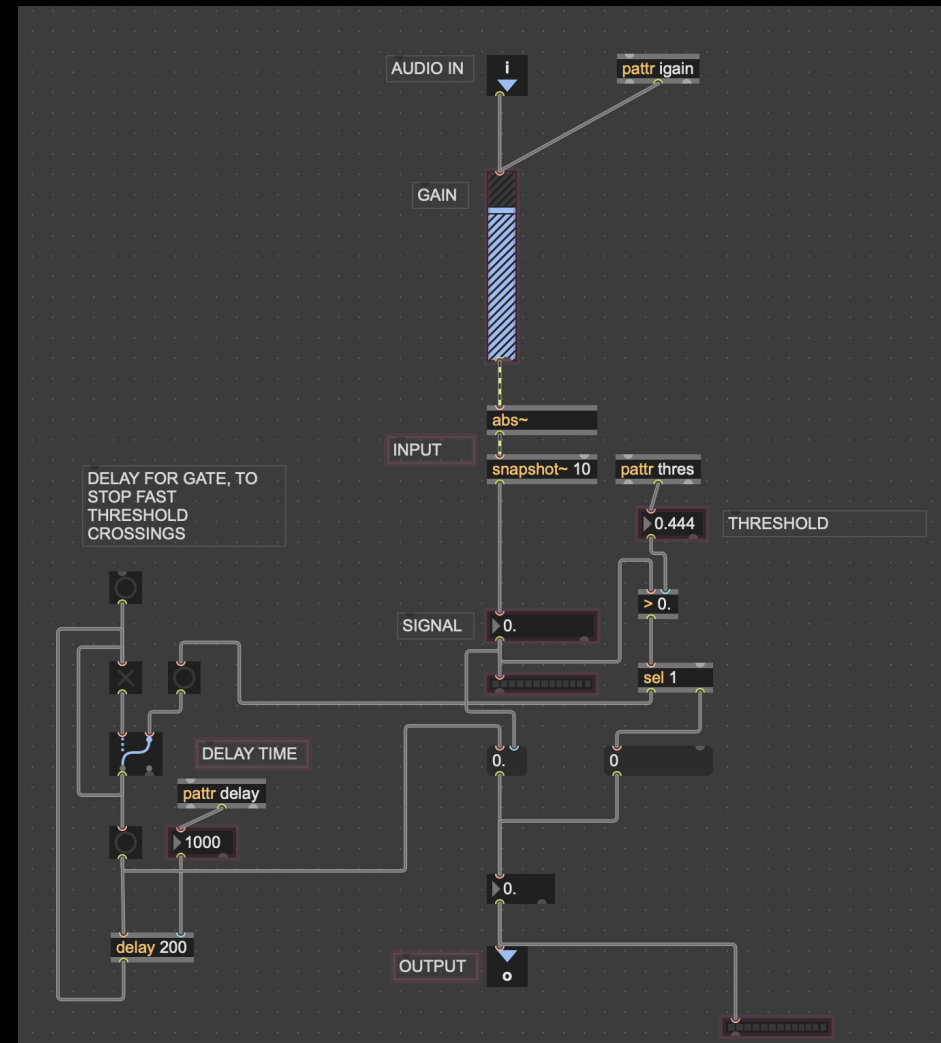 AUDIO IN
i
pattr igain
GAIN
abs~
INPUT
snapshot~ 10
pattr thres
DELAY FOR GATE, TO
STOP FAST
THRESHOLD
CROSSINGS
0.444
THRESHOLD
> 0.
SIGNAL
0.
sel 1
DELAY TIME
0.
0
pattr delay
1000
0.
delay 200
OUTPUT
o